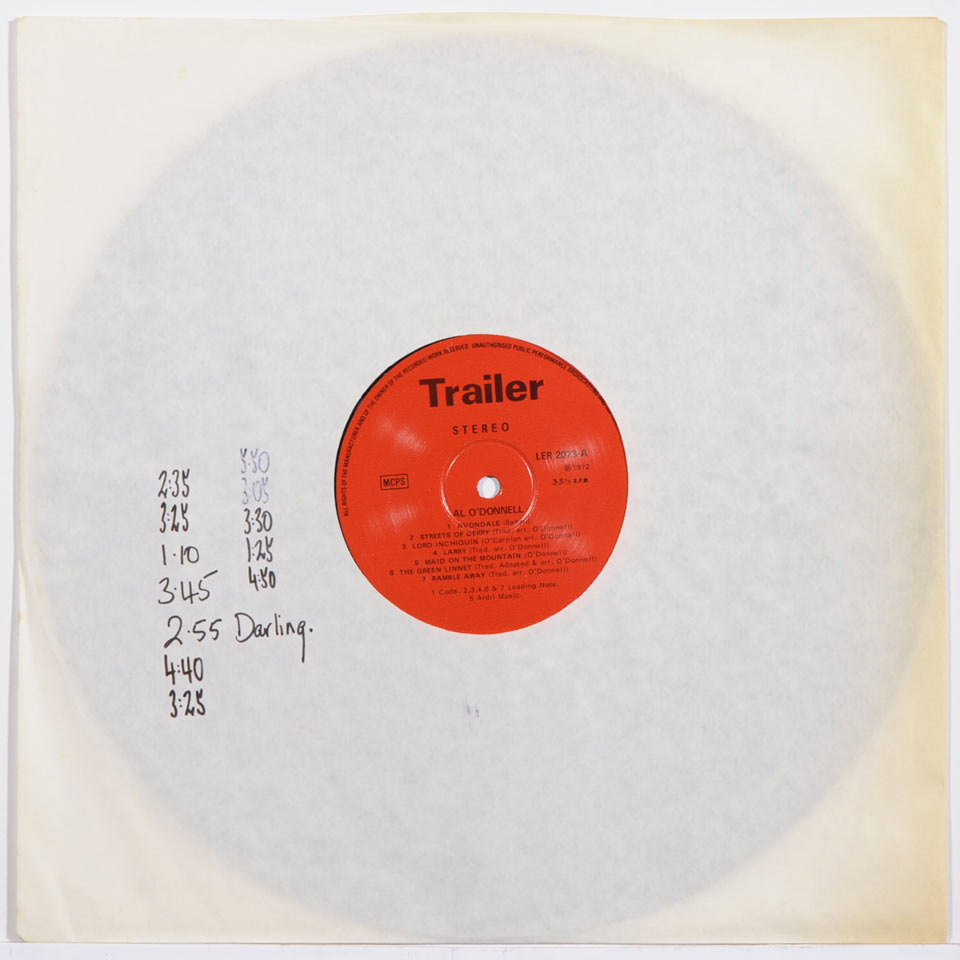 ALL RIGHTS OF THE MANUFACTURER AND OF THE OWNER OF THE RECORDED WORK RESERVED UNAUTHORISED PUBLIC PERFORMANCE BROADCASTING
Trailer
STEREO
LER 2073-A
MCPS
℗1972
33⅓ R.P.M.
AL O'DONNELL
1 AVONDALE
2 STREETS OF DERRY (Trad. arr. O'Donnell)
3 LORD INCHIQUIN (O'Carolan arr. O'Donnell)
4 LARRY (Trad. arr. O'Donnell)
5 MAID ON THE MOUNTAIN (O'Donnell)
6 THE GREEN LINNET (Trad. Adapted & arr. O'Donnell)
7 RAMBLE AWAY (Trad. arr. O'Donnell)
1 Coda. 2,3,4,6 & 7 Leading Note.
5 Ardri Music.
2:35
3:25
1·10
3·45
2·55 Darling.
4:40
3:25
3:05
3:30
1:25
4:50